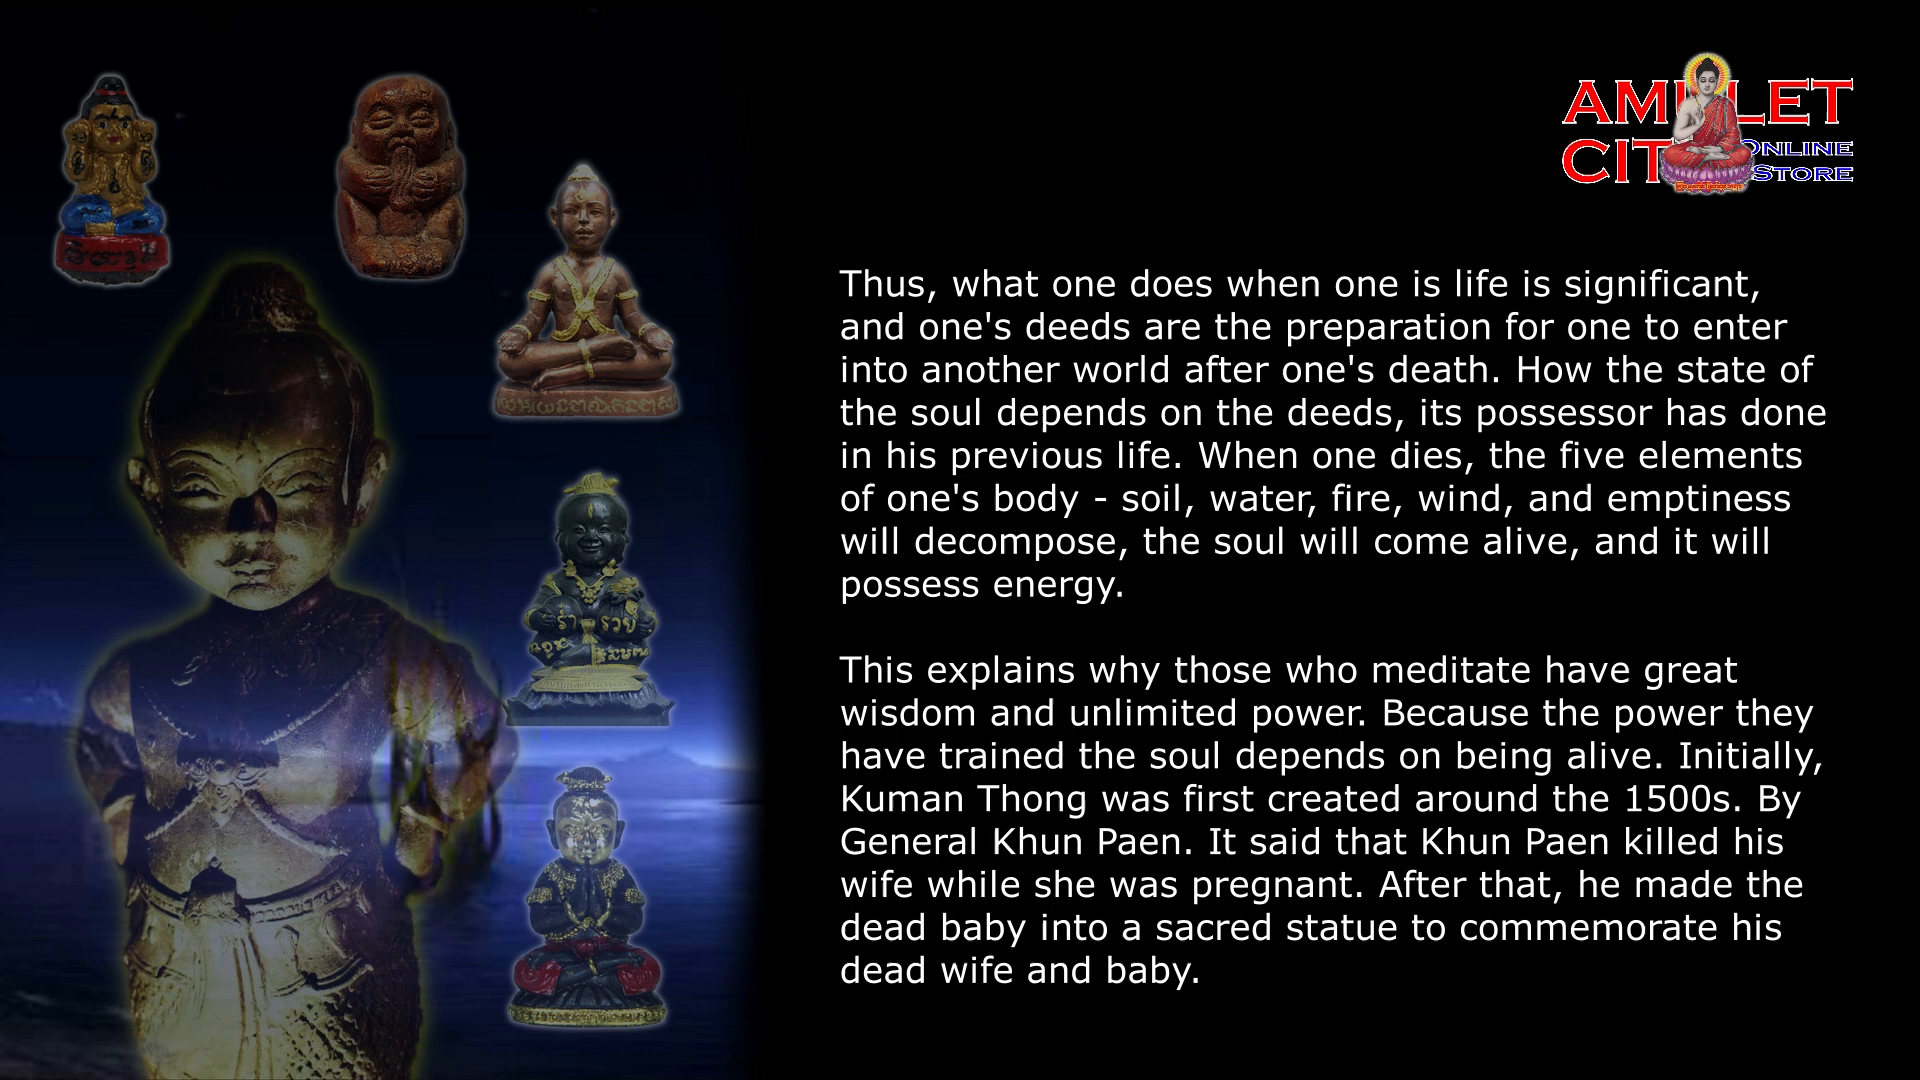 AMULET
CITY ONLINE
STORE
Thus, what one does when one is life is significant,
and one's deeds are the preparation for one to enter
into another world after one's death. How the state of
the soul depends on the deeds, its possessor has done
in his previous life. When one dies, the five elements
of one's body - soil, water, fire, wind, and emptiness
will decompose, the soul will come alive, and it will
possess energy.
This explains why those who meditate have great
wisdom and unlimited power. Because the power they
have trained the soul depends on being alive. Initially,
Kuman Thong was first created around the 1500s. By
General Khun Paen. It said that Khun Paen killed his
wife while she was pregnant. After that, he made the
dead baby into a sacred statue to commemorate his
dead wife and baby.
ร่ำ รวย